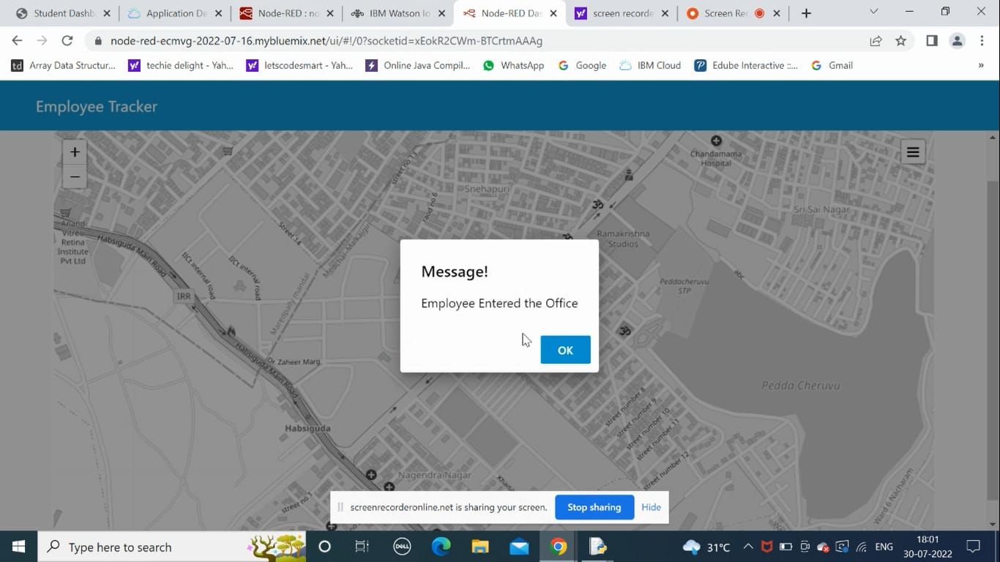 Student Dashb
Application De
Node-RED : no
IBM Watson Io
Node-RED Das
screen recorde
Screen Rec
node-red-ecmvg-2022-07-16.mybluemix.net/ui/#!/0?socketid=xEokR2CWm-BTCrtmAAAg
Array Data Structur...
techie delight - Yah...
letscodesmart - Yah...
Online Java Compil...
WhatsApp
Google
IBM Cloud
Edube Interactive ::...
Gmail
»
Employee Tracker
+
−
street no 13
Chandamama
Hospital
Snehapuri
raod no 6
Sri Sai Nagar
Anand
Vitreo
Retina
Institute
Pvt Ltd
Habsiguda Main Road
Street 14
Medchal-Malkajgiri
Ramakrishna
Studios
IICt internal road
IICt internal road
IRR
Maredpally mandal
Peddacheruvu
STP
abc
Message!
Employee Entered the Office
OK
Dr. Zaheer Marg
Habsiguda Main Road
Pedda Cheruvu
Habsiguda
street number 8
street number 9
street number 10
street number 11
street number 12
Nagendra Nagar
street no 1
Ward 6 Nacharam
screenrecorderonline.net is sharing your screen.
Stop sharing
Hide
Type here to search
DELL
31°C
ENG
18:01
30-07-2022